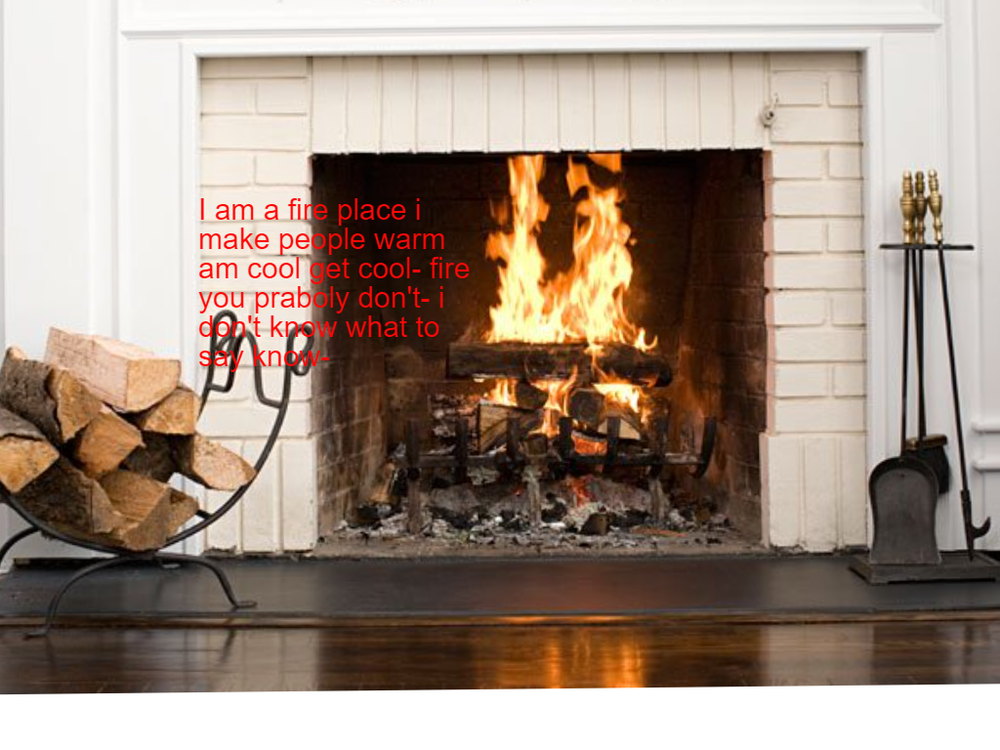 I am a fire place i
make people warm
am cool get cool- fire
you praboly don't- i
don't know what to
say know-